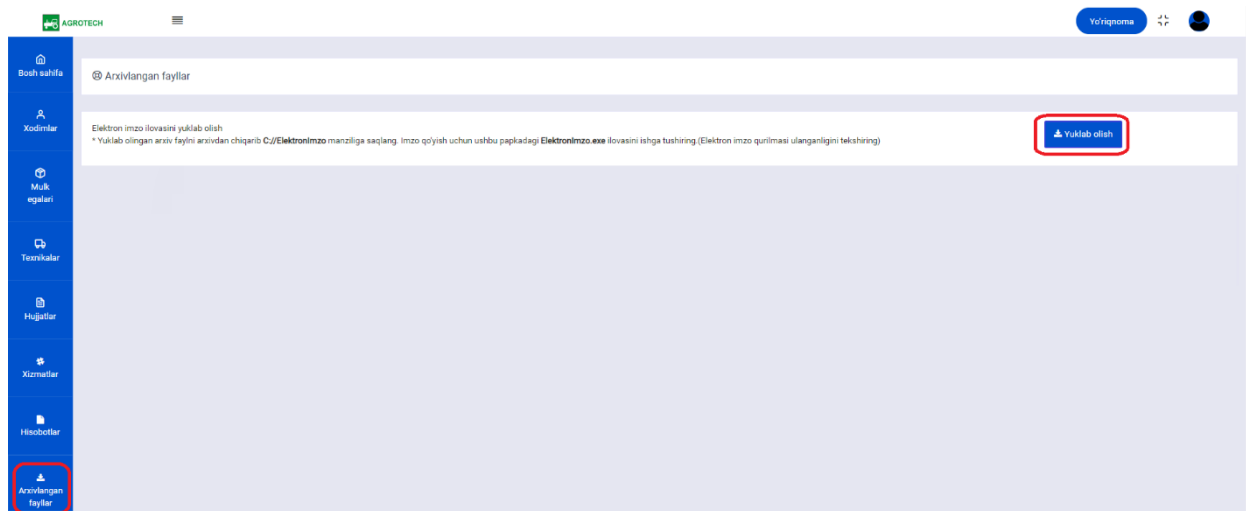 AGROTECH
Yo'riqnoma
Bosh sahifa
Arxivlangan fayllar
Xodimlar
Elektron imzo ilovasini yuklab olish
* Yuklab olingan arxiv faylni arxivdan chiqarib C://ElektronImzo manziliga saqlang. Imzo qo'yish uchun ushbu papkadagi ElektronImzo.exe ilovasini ishga tushiring.(Elektron imzo qurilmasi ulanganligini tekshiring)
Yuklab olish
Mulk
egalari
Texnikalar
Hujjatlar
Xizmatlar
Hisobotlar
Arxivlangan
fayllar